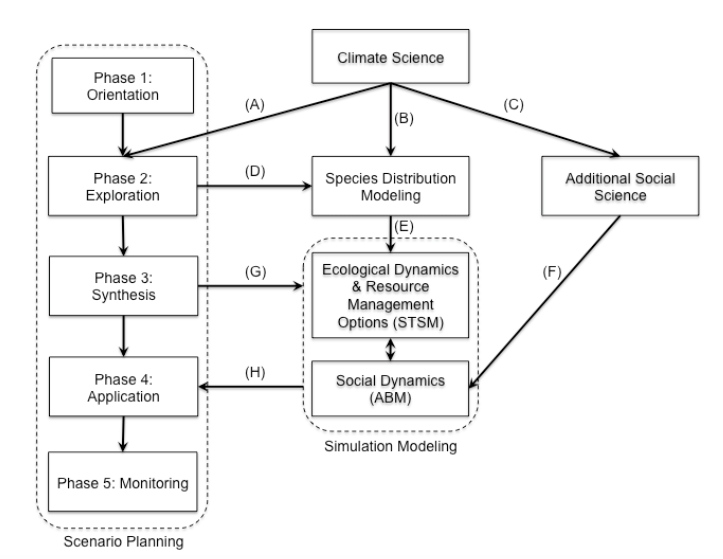 Climate Science
Phase 1:
Orientation
(A)
(B)
(C)
Phase 2:
Exploration
(D)
Species Distribution
Modeling
Additional Social
Science
(E)
Phase 3:
Synthesis
(G)
Ecological Dynamics
& Resource
Management
Options (STSM)
(F)
Phase 4:
Application
(H)
Social Dynamics
(ABM)
Simulation Modeling
Phase 5: Monitoring
Scenario Planning